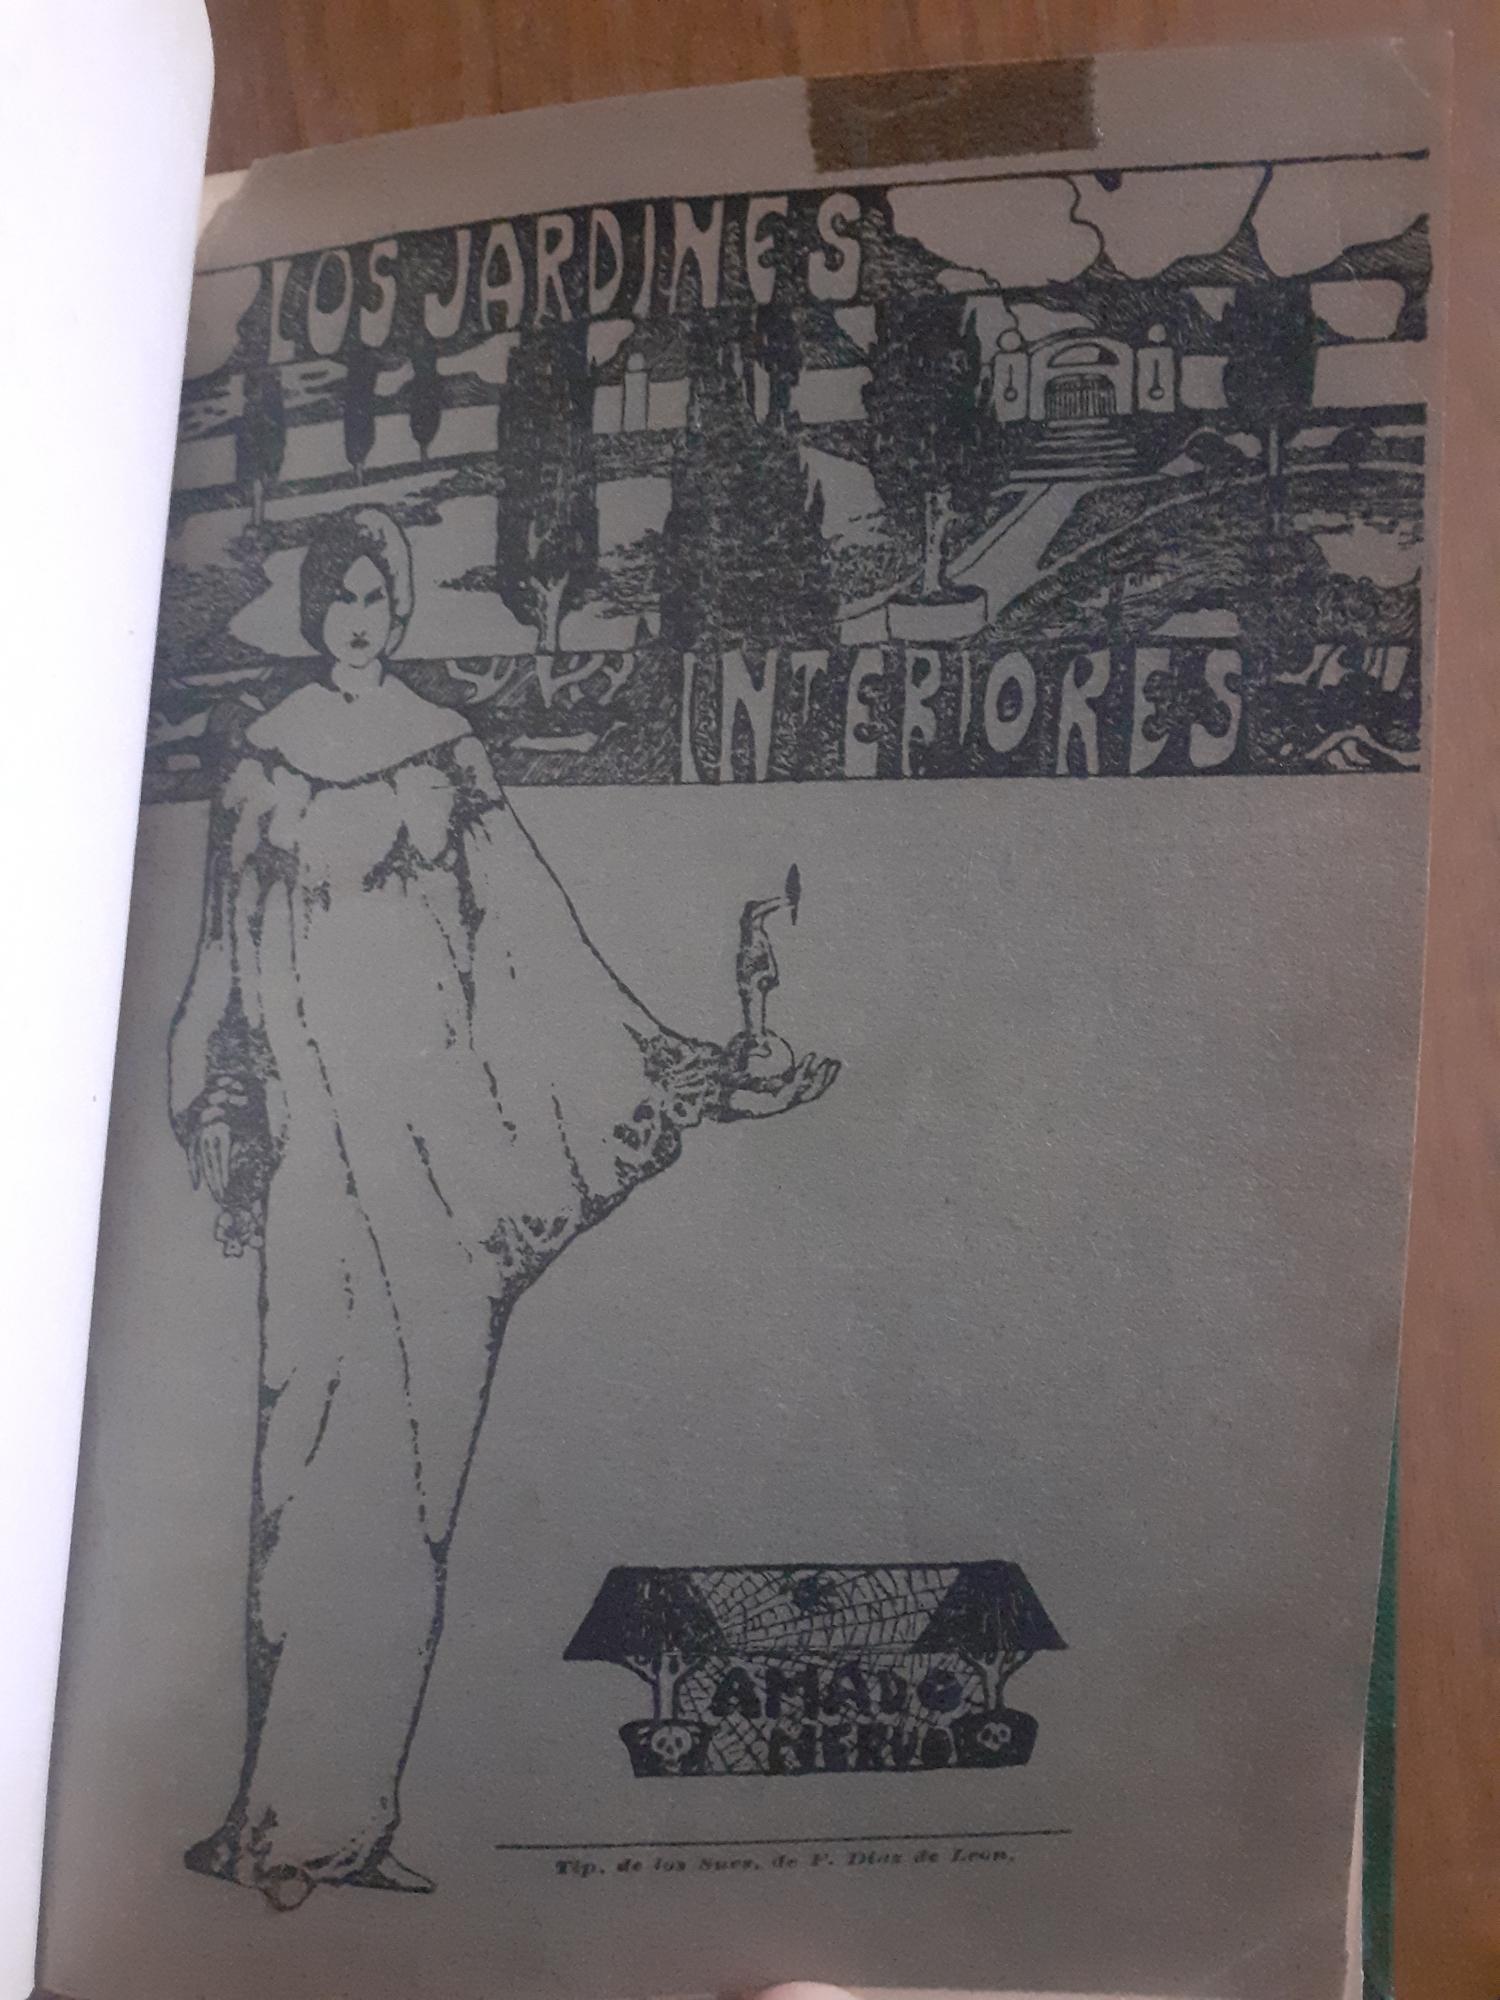 LOS JARDINES
INTERIORES
AMADO
NERVO
Tip. de los Sucs. de F. Díaz de León.